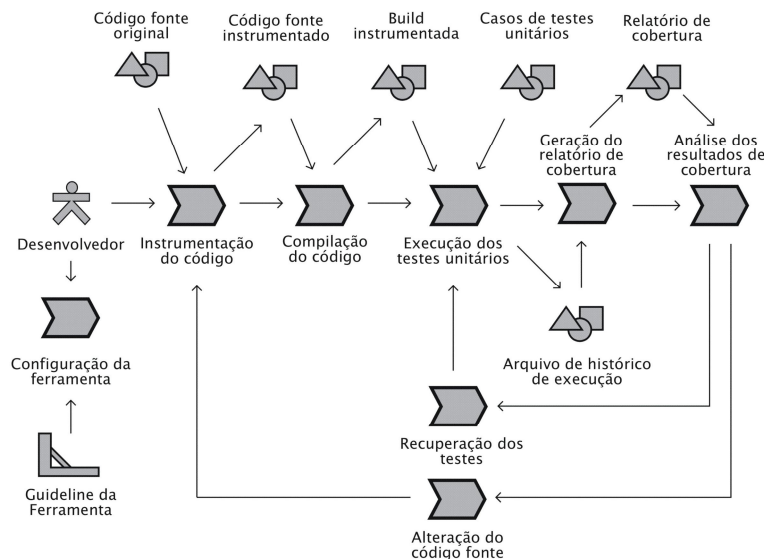 Código fonte
original
Código fonte
instrumentado
Build
instrumentada
Casos de testes
unitários
Relatório de
cobertura
Geração do
relatório de
cobertura
Análise dos
resultados de
cobertura
Desenvolvedor
Instrumentação
do código
Compilação
do código
Execução dos
testes unitários
Configuração da
ferramenta
Arquivo de histórico
de execução
Recuperação dos
testes
Guideline da
Ferramenta
Alteração do
código fonte